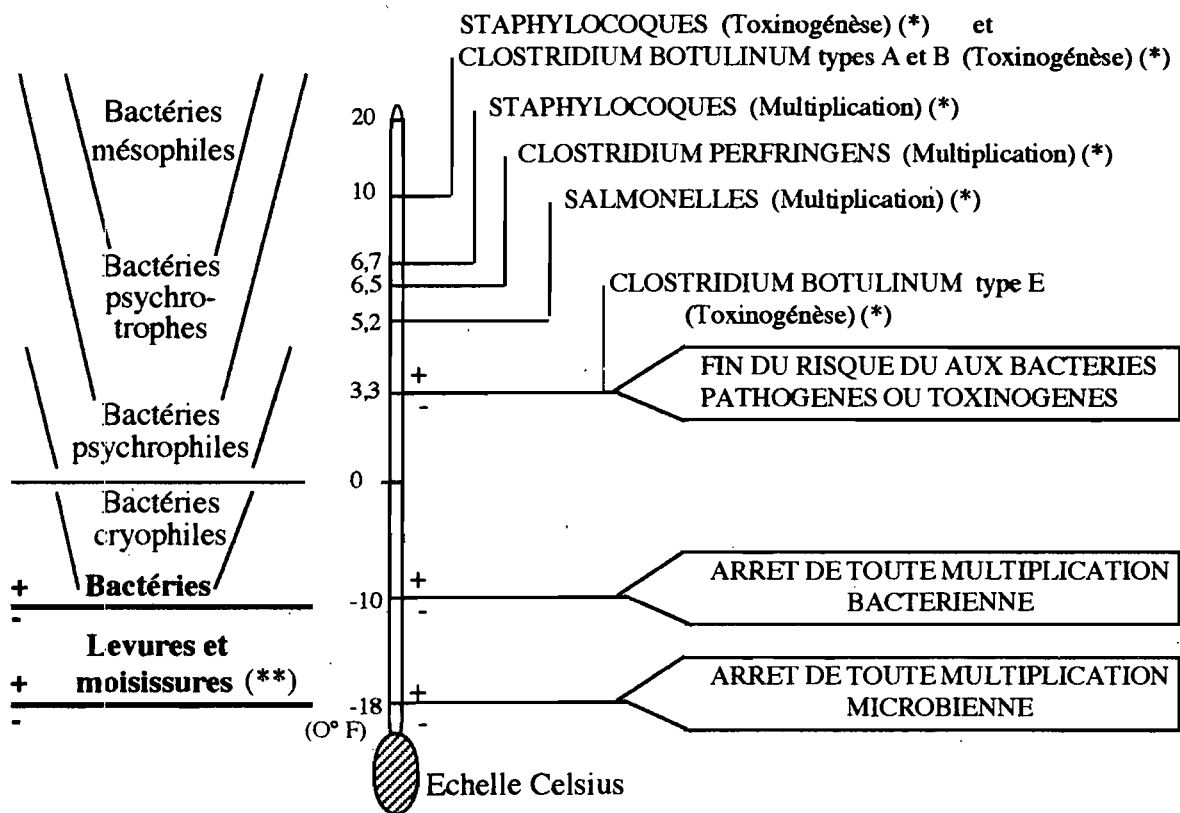 STAPHYLOCOQUES (Toxinogénèse) (*) et
CLOSTRIDIUM BOTULINUM types A et B (Toxinogénèse) (*)
STAPHYLOCOQUES (Multiplication) (*)
CLOSTRIDIUM PERFRINGENS (Multiplication) (*)
SALMONELLES (Multiplication) (*)
CLOSTRIDIUM BOTULINUM type E
(Toxinogénèse) (*)
Bactéries
mésophiles
Bactéries
psychro-
trophes
Bactéries
psychrophiles
Bactéries
cryophiles
+ Bactéries
-
Levures et
+ moisissures (**)
-
20
10
6,7
6,5
5,2
3,3
0
-10
-18
(O° F)
+
-
FIN DU RISQUE DU AUX BACTERIES
PATHOGENES OU TOXINOGENES
+
-
ARRET DE TOUTE MULTIPLICATION
BACTERIENNE
+
-
ARRET DE TOUTE MULTIPLICATION
MICROBIENNE
Echelle Celsius